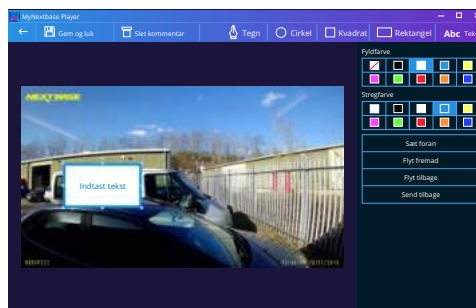 MyNextbase Player
Gem og luk
Slet kommentar
Tegn
Cirkel
Kvadrat
Rektangel
Abc
Fyldfarve
Stregfarve
Sæt foran
Flyt fremad
Flyt tilbage
Send tilbage
NEXTBASE
Indtast tekst